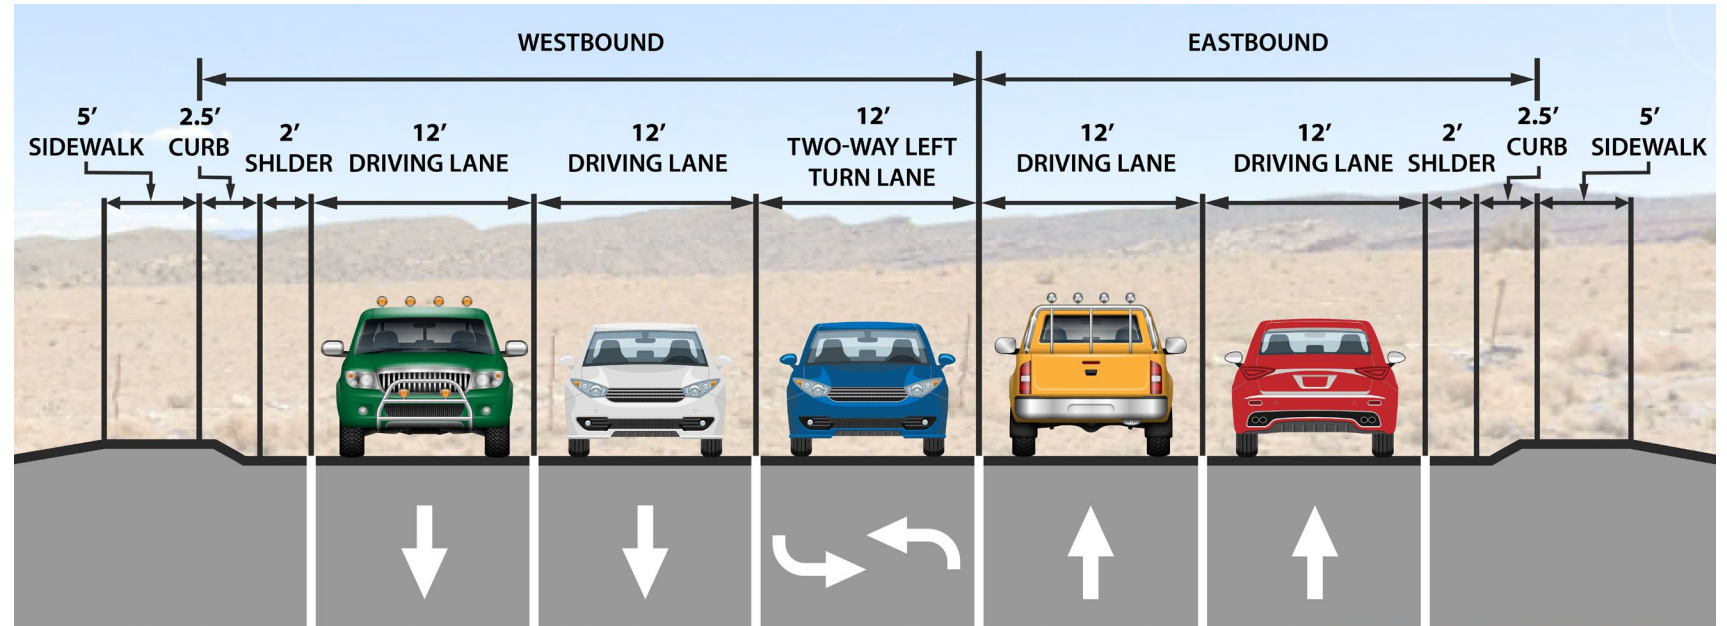 WESTBOUND
EASTBOUND
5’
SIDEWALK
2.5’
CURB
2’
SHLDER
12’
DRIVING LANE
12’
DRIVING LANE
12’
TWO-WAY LEFT
TURN LANE
12’
DRIVING LANE
12’
DRIVING LANE
2’
SHLDER
2.5’
CURB
5’
SIDEWALK